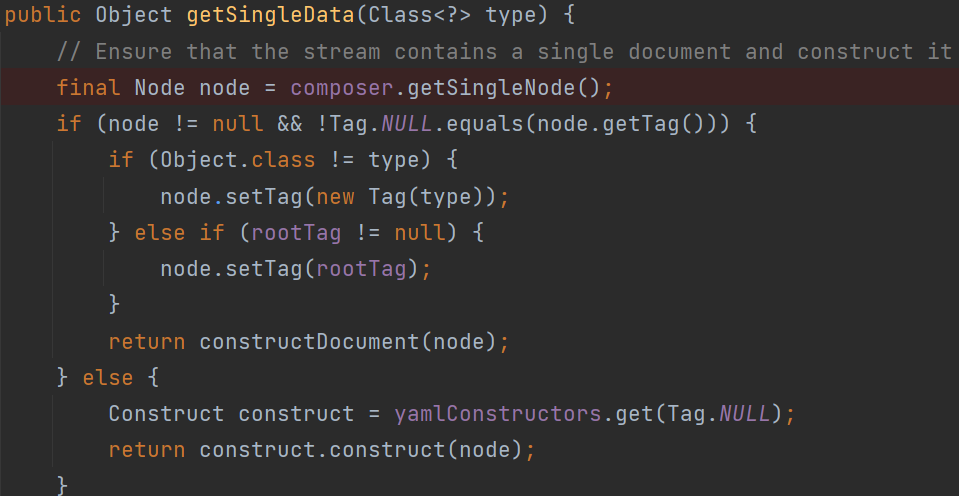 public Object getSingleData(Class<?> type) {
    // Ensure that the stream contains a single document and construct it
    final Node node = composer.getSingleNode();
    if (node != null && !Tag.NULL.equals(node.getTag())) {
        if (Object.class != type) {
            node.setTag(new Tag(type));
        } else if (rootTag != null) {
            node.setTag(rootTag);
        }
        return constructDocument(node);
    } else {
        Construct construct = yamlConstructors.get(Tag.NULL);
        return construct.construct(node);
    }